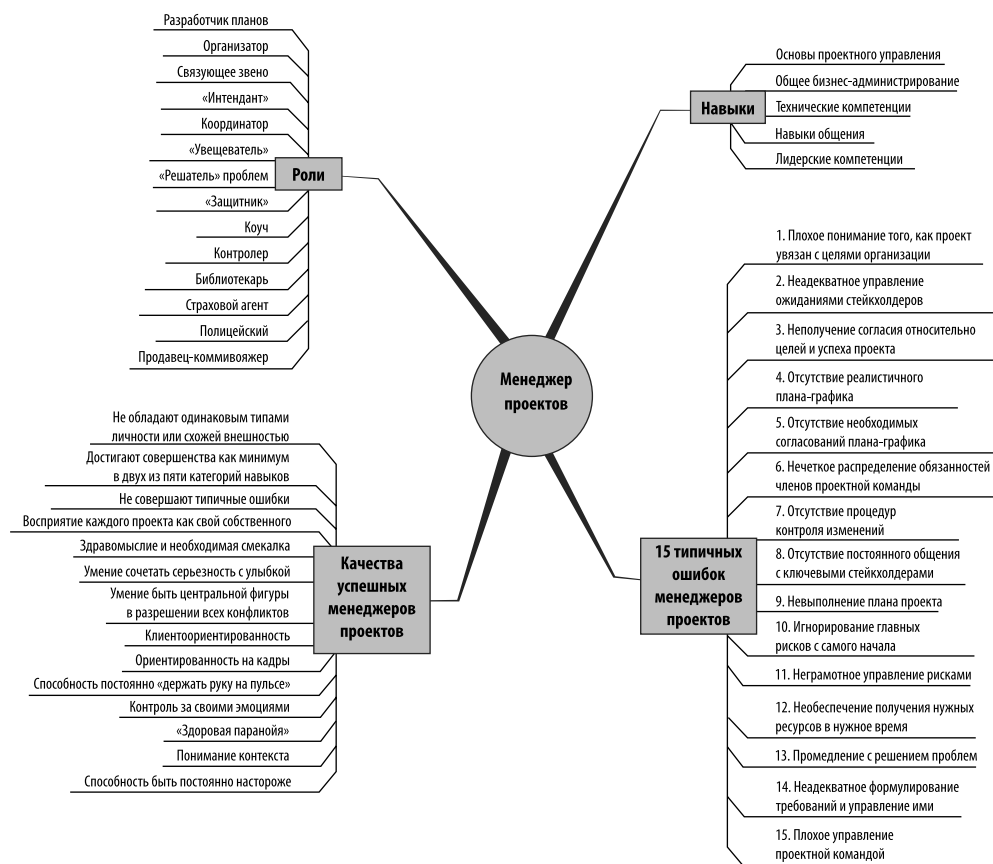 Разработчик планов
Организатор
Связующее звено
«Интендант»
Координатор
«Увещеватель»
«Решатель» проблем
«Защитник»
Коуч
Контролер
Библиотекарь
Страховой агент
Полицейский
Продавец-коммивояжер
Роли
Основы проектного управления
Общее бизнес-администрирование
Технические компетенции
Навыки общения
Лидерские компетенции
Навыки
Менеджер
проектов
Не обладают одинаковым типами
личности или схожей внешностью
Достигают совершенства как минимум
в двух из пяти категорий навыков
Не совершают типичные ошибки
Восприятие каждого проекта как свой собственного
Здравомыслие и необходимая смекалка
Умение сочетать серьезность с улыбкой
Умение быть центральной фигуры
в разрешении всех конфликтов
Клиентоориентированность
Ориентированность на кадры
Способность постоянно «держать руку на пульсе»
Контроль за своими эмоциями
«Здоровая паранойя»
Понимание контекста
Способность быть постоянно настороже
Качества
успешных
менеджеров
проектов
15 типичных
ошибок
менеджеров
проектов
1. Плохое понимание того, как проект
увязан с целями организации
2. Неадекватное управление
ожиданиями стейкхолдеров
3. Неполучение согласия относительно
целей и успеха проекта
4. Отсутствие реалистичного
плана-графика
5. Отсутствие необходимых
согласований плана-графика
6. Нечеткое распределение обязанностей
членов проектной команды
7. Отсутствие процедур
контроля изменений
8. Отсутствие постоянного общения
с ключевыми стейкхолдерами
9. Невыполнение плана проекта
10. Игнорирование главных
рисков с самого начала
11. Неграмотное управление рисками
12. Необеспечение получения нужных
ресурсов в нужное время
13. Промедление с решением проблем
14. Неадекватное формулирование
требований и управление ими
15. Плохое управление
проектной командой